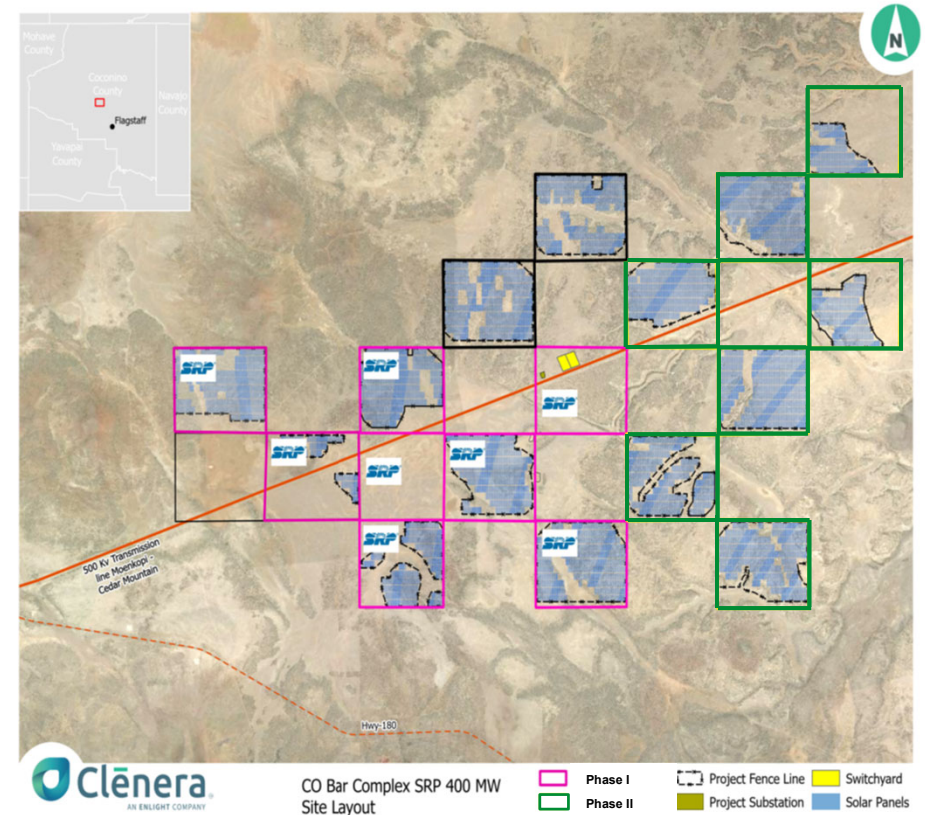 Mohave
County
Coconino
County
Navajo
County
Flagstaff
Yavapai
County
N
SRP
SRP
SRP
SRP
SRP
SRP
SRP
SRP
500 Kv Transmission
line Moenkopi -
Cedar Mountain
Hwy-180
Clēnera
AN ENLIGHT COMPANY
CO Bar Complex SRP 400 MW
Site Layout
Phase I
Phase II
Project Fence Line
Project Substation
Switchyard
Solar Panels